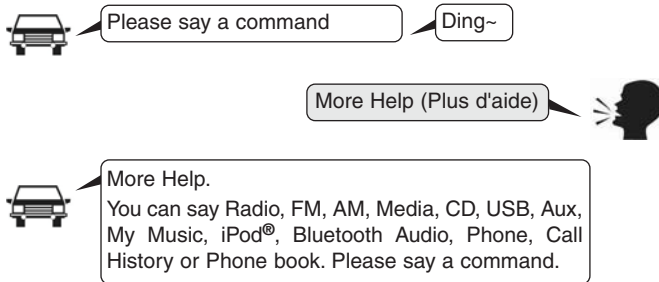 Please say a command
Ding~
More Help (Plus d'aide)
More Help.
You can say Radio, FM, AM, Media, CD, USB, Aux,
My Music, iPod®, Bluetooth Audio, Phone, Call
History or Phone book. Please say a command.